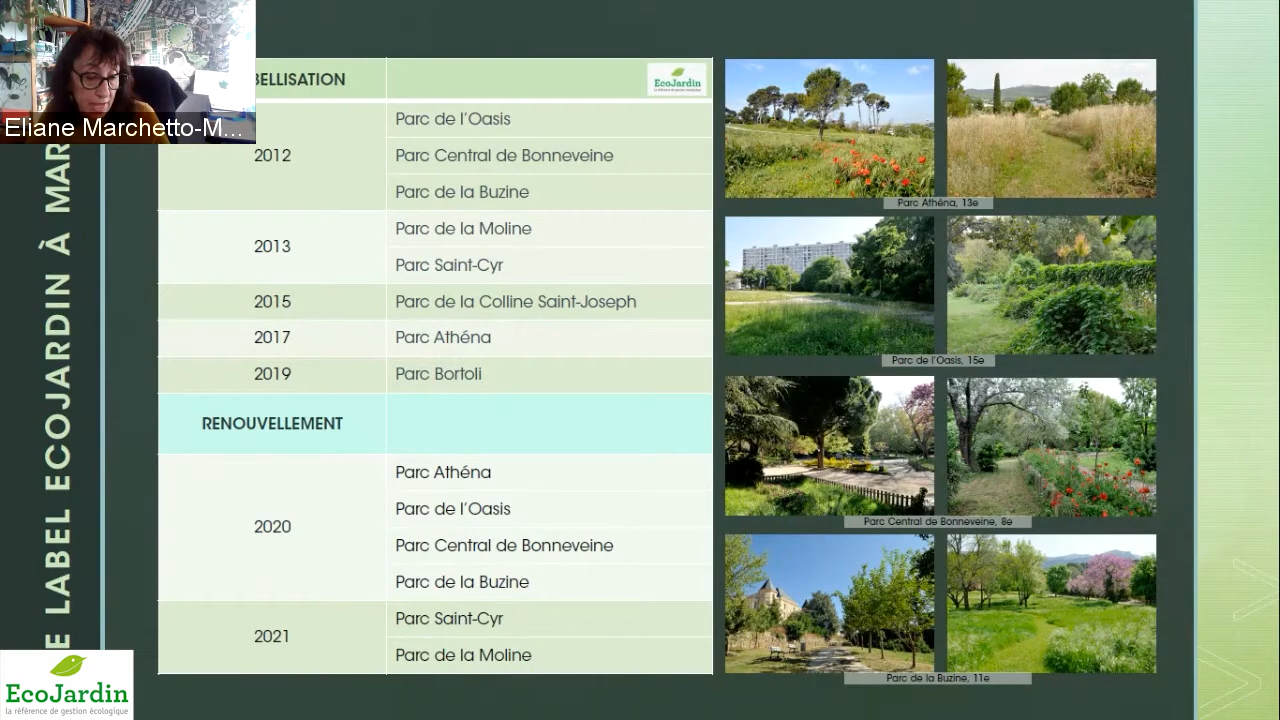 Eliane Marchetto-M...
E LABEL ECOJARDIN À MAR
BELLISATION
EcoJardin
2012
Parc de l'Oasis
Parc Central de Bonneveine
Parc de la Buzine
2013
Parc de la Moline
Parc Saint-Cyr
2015
Parc de la Colline Saint-Joseph
2017
Parc Athéna
2019
Parc Bortoli
RENOUVELLEMENT
2020
Parc Athéna
Parc de l'Oasis
Parc Central de Bonneveine
Parc de la Buzine
2021
Parc Saint-Cyr
Parc de la Moline
Parc Athéna, 13e
Parc de l'Oasis, 15e
Parc Central de Bonneveine, 8e
Parc de la Buzine, 11e
EcoJardin
la référence de gestion écologique